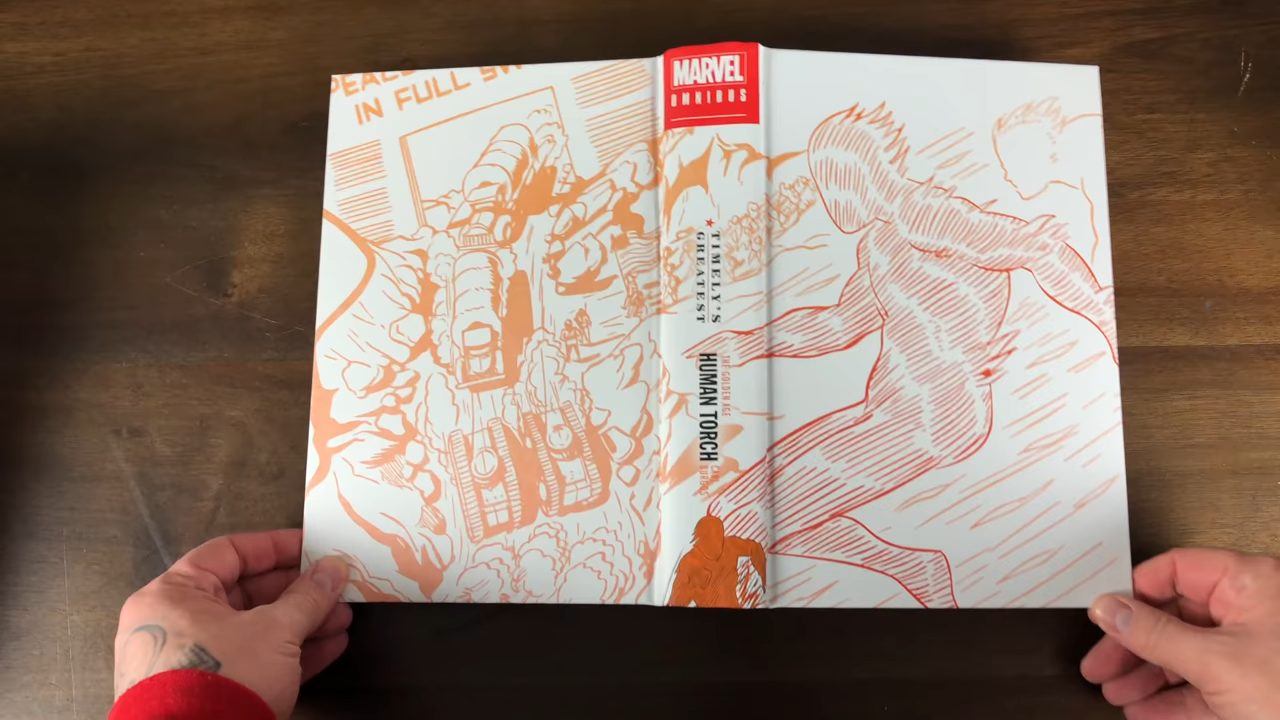 IN FULL SW
MARVEL
OMNIBUS
TIMELY'S
GREATEST
THE GOLDEN AGE
HUMAN TORCH